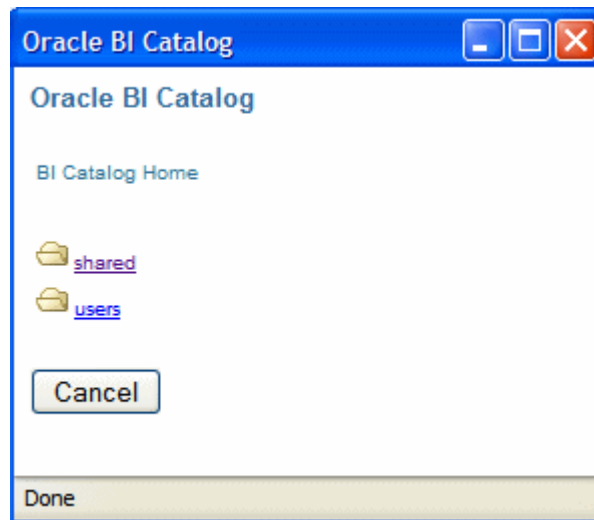 Oracle BI Catalog
Oracle BI Catalog
BI Catalog Home
shared
users
Cancel
Done